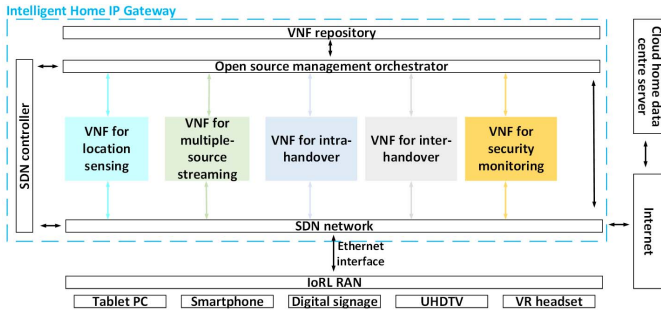 Intelligent Home IP Gateway
VNF repository
Open source management orchestrator
SDN controller
VNF for
location
sensing
VNF for
multiple-
source
streaming
VNF for intra-
handover
VNF for inter-
handover
VNF for
security
monitoring
SDN network
Ethernet
interface
IoRL RAN
Tablet PC
Smartphone
Digital signage
UHDTV
VR headset
Cloud home data
centre server
Internet